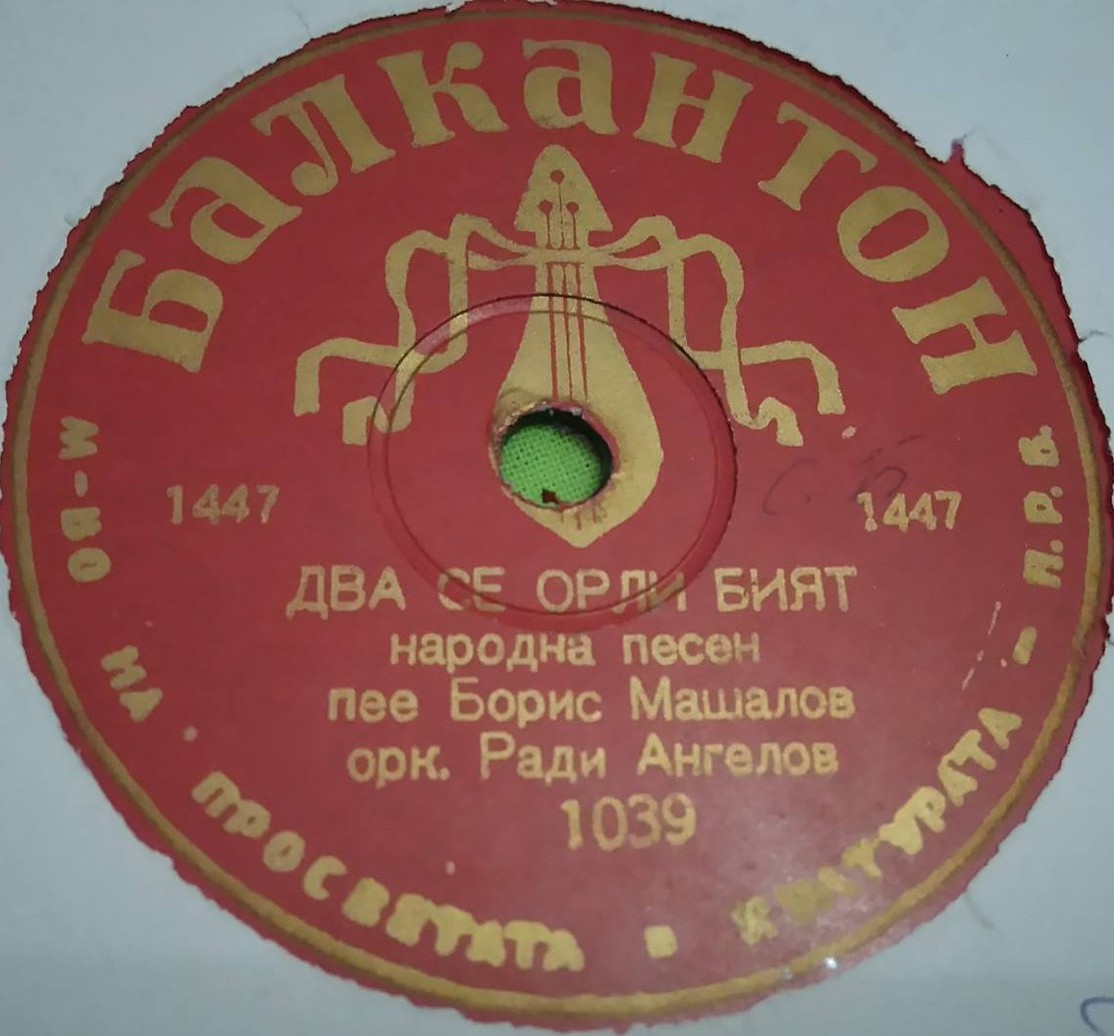 Балкантон
1447
1447
ДВА СЕ ОРЛИ БИЯТ
народна песен
пее Борис Машалов
орк. Ради Ангелов
1039
М-ВО НА ПРОСВЯТАТА И КУЛТУРАТА - Н.Р.Б.